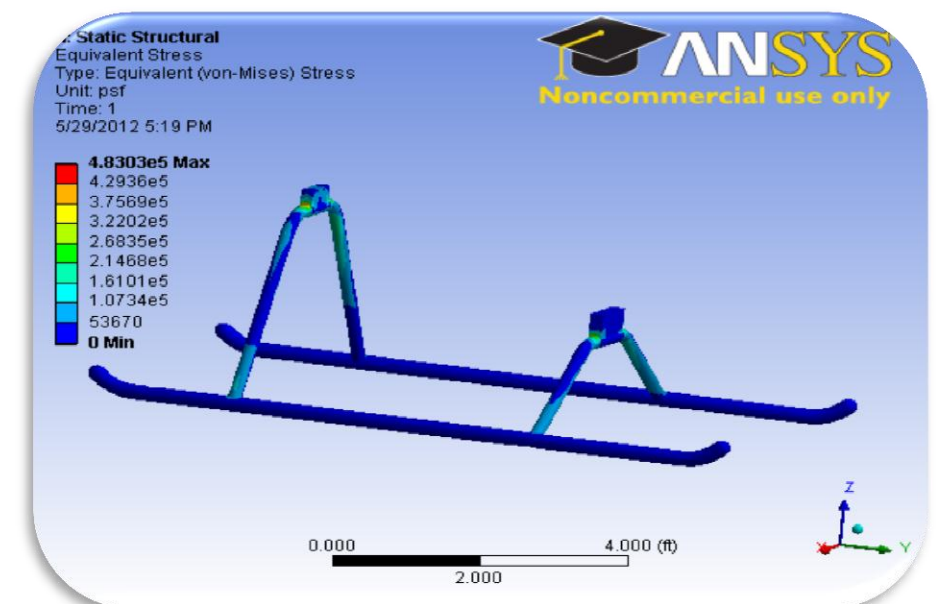 : Static Structural
Equivalent Stress
Type: Equivalent (von-Mises) Stress
Unit: psf
Time: 1
5/29/2012 5:19 PM
ANSYS
Noncommercial use only
4.8303e5 Max
4.2936e5
3.7569e5
3.2202e5
2.6835e5
2.1468e5
1.6101e5
1.0734e5
53670
0 Min
0.000
4.000 (ft)
2.000
Z
X
Y